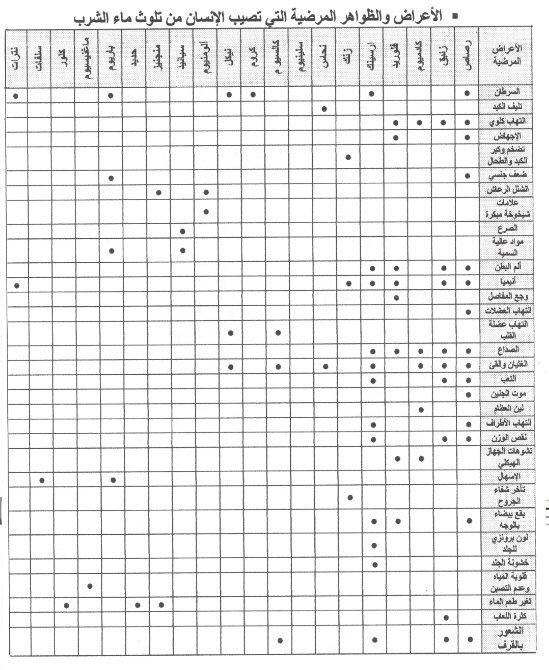 ▪ الأعراض والظواهر المرضية التي تصيب الإنسان من تلوث ماء الشرب
الأعراض المرضية | رصاص | زئبق | كادميوم | فلوريد | ارسينك | زنك | نحاس | سلينيوم | كالسيوم | كروم | نيكل | ألومنيوم | سيانيد | منجنيز | حديد | باريوم | ماغنيسيوم | كلور | سلفات | نترات
السرطان
تليف الكبد
التهاب كلوي
الإجهاض
تضخم وكبر
الكبد والطحال
ضعف جنسي
الشلل الرعاش
علامات
شيخوخة مبكرة
الصرع
مواد عالية
السمية
ألم البطن
أنيميا
وجع المفاصل
التهاب العضلات
التهاب عضلة
القلب
الصداع
الغثيان والقئ
التعب
موت الجنين
لين العظام
التهاب الأطراف
نقص الوزن
تشوهات الجهاز
الهيكلي
الإسهال
تأخر شفاء
الجروح
بقع بيضاء
بالوجه
لون برونزي
للجلد
خشونة الجلد
قلوية المياه
وعدم التصبن
تغير طعم الماء
كثرة اللعاب
الشعور
بالقرف